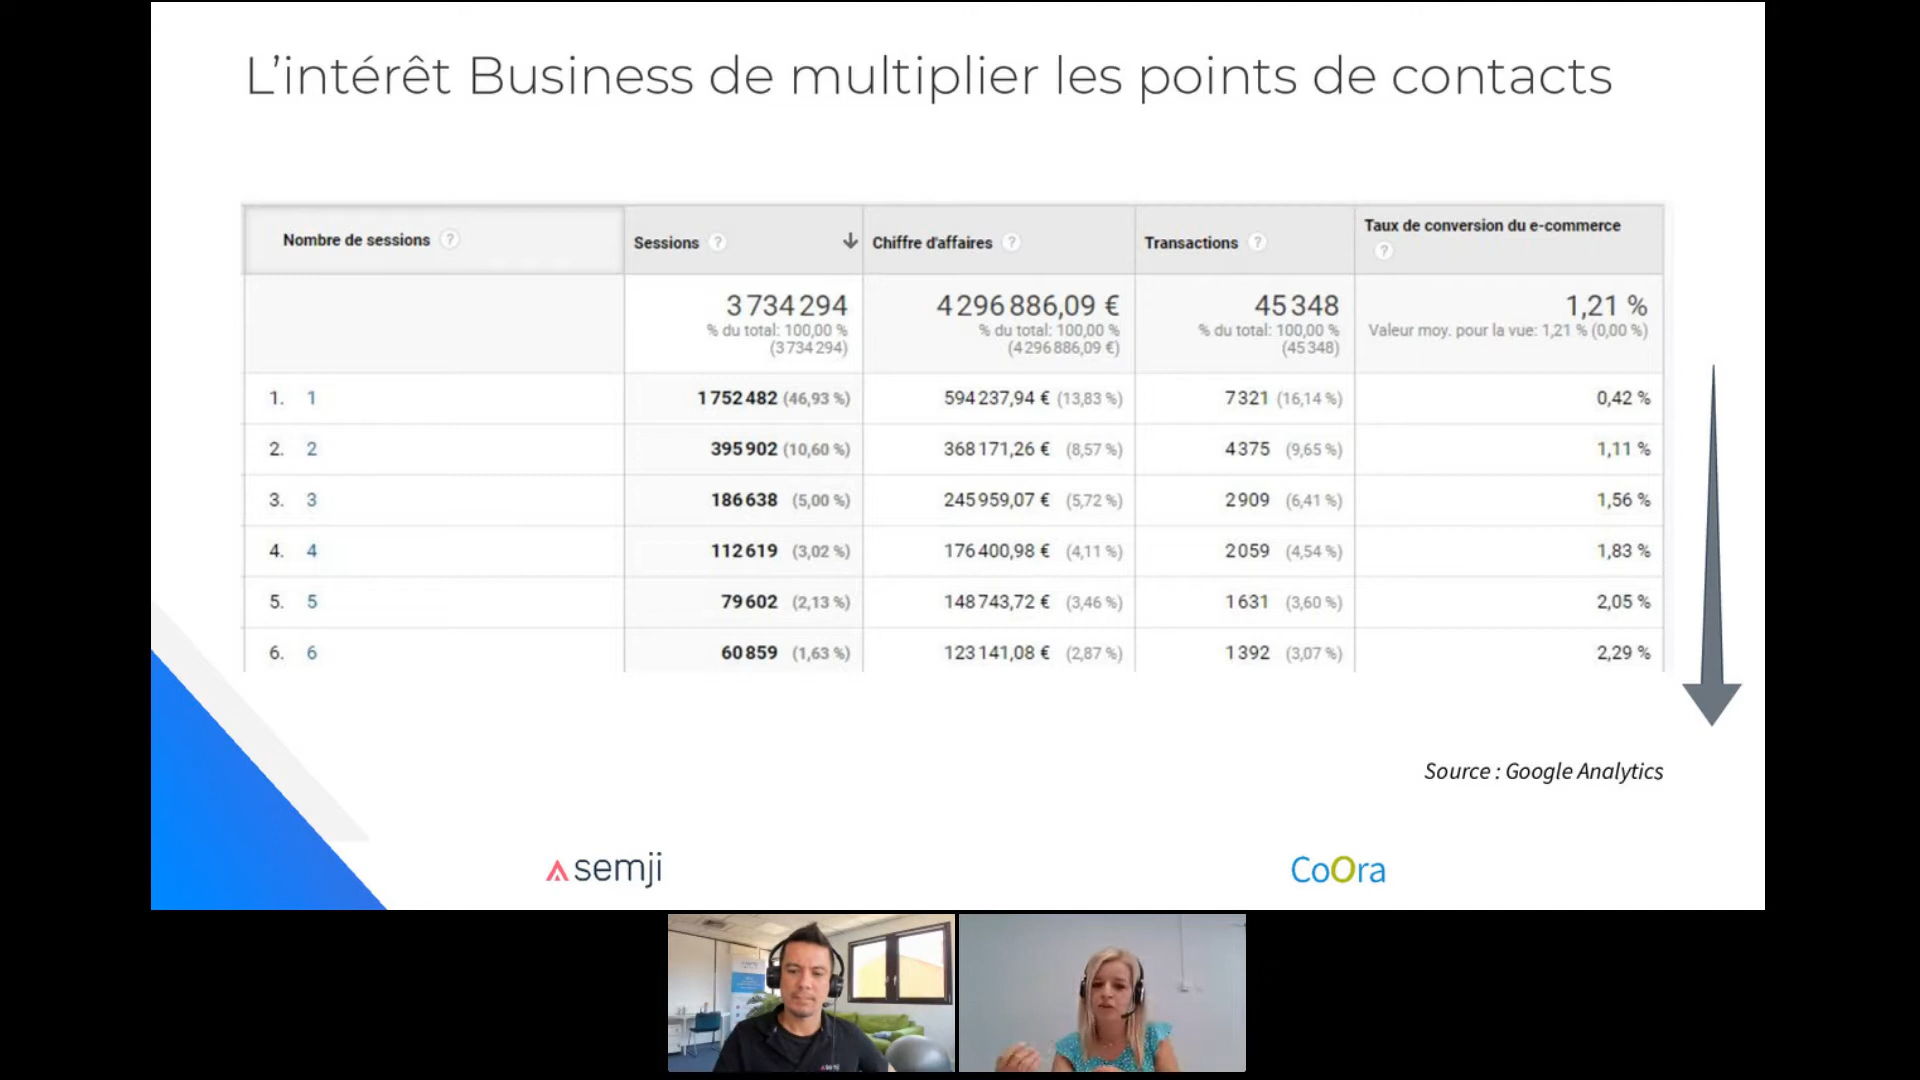 L'intérêt Business de multiplier les points de contacts
Nombre de sessions ? Sessions ? Chiffre d'affaires ? Transactions ? Taux de conversion du e-commerce ?
3 734 294 4 296 886,09 € 45 348 1,21 %
% du total: 100,00 % % du total: 100,00 % % du total: 100,00 % Valeur moy. pour la vue: 1,21 % (0,00 %)
(3 734 294) (4 296 886,09 €) (45 348)
1. 1 1 752 482 (46,93 %) 594 237,94 € (13,83 %) 7 321 (16,14 %) 0,42 %
2. 2 395 902 (10,60 %) 368 171,26 € (8,57 %) 4 375 (9,65 %) 1,11 %
3. 3 186 638 (5,00 %) 245 959,07 € (5,72 %) 2 909 (6,41 %) 1,56 %
4. 4 112 619 (3,02 %) 176 400,98 € (4,11 %) 2 059 (4,54 %) 1,83 %
5. 5 79 602 (2,13 %) 148 743,72 € (3,46 %) 1 631 (3,60 %) 2,05 %
6. 6 60 859 (1,63 %) 123 141,08 € (2,87 %) 1 392 (3,07 %) 2,29 %
Source : Google Analytics
semji
CoOra